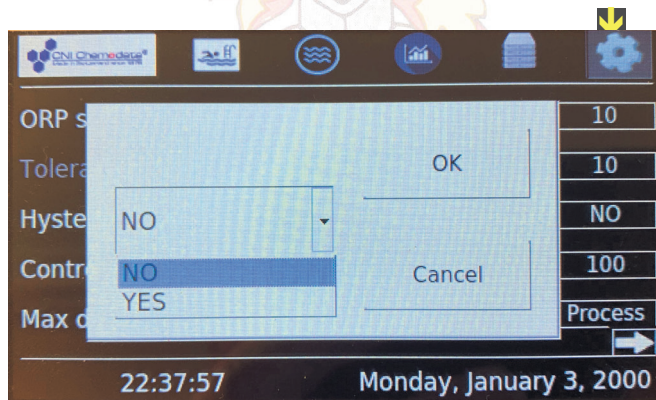 CNI Chemodata®
ORP s
10
Tolera
OK
10
Hyste
NO
NO
NO
Contr
Cancel
100
YES
Max d
Process
22:37:57
Monday, January 3, 2000